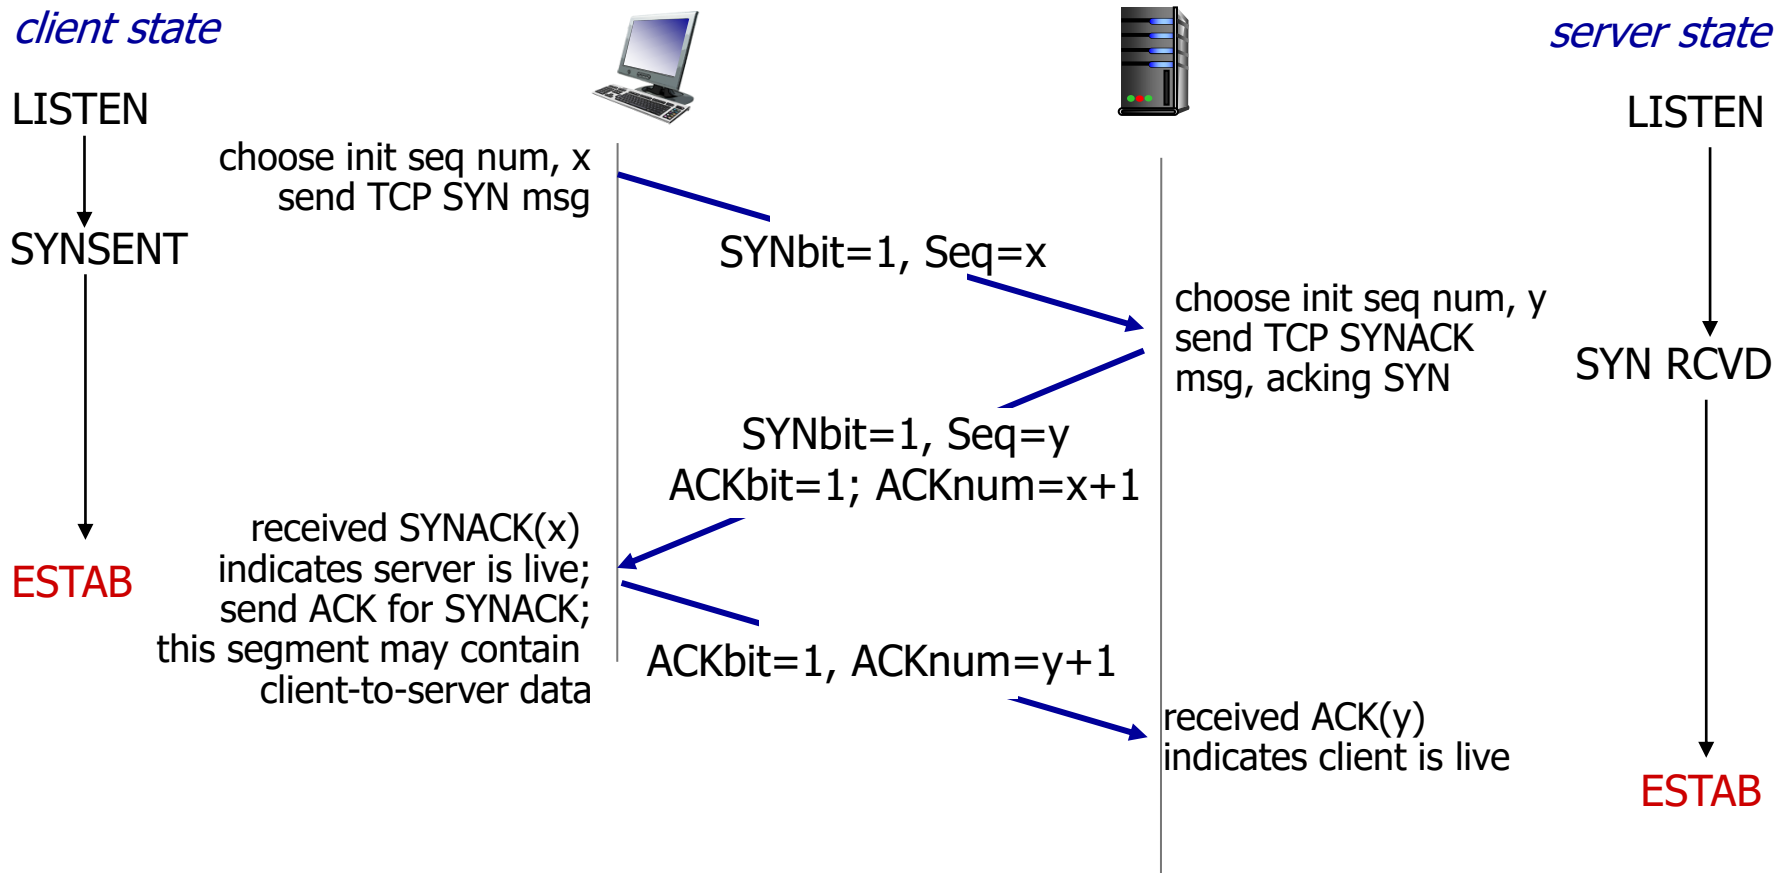 client state
server state
LISTEN
LISTEN
choose init seq num, x
send TCP SYN msg
SYNSENT
SYNbit=1, Seq=x
choose init seq num, y
send TCP SYNACK
msg, acking SYN
SYN RCVD
SYNbit=1, Seq=y
ACKbit=1; ACKnum=x+1
received SYNACK(x)
indicates server is live;
send ACK for SYNACK;
this segment may contain
client-to-server data
ESTAB
ACKbit=1, ACKnum=y+1
received ACK(y)
indicates client is live
ESTAB